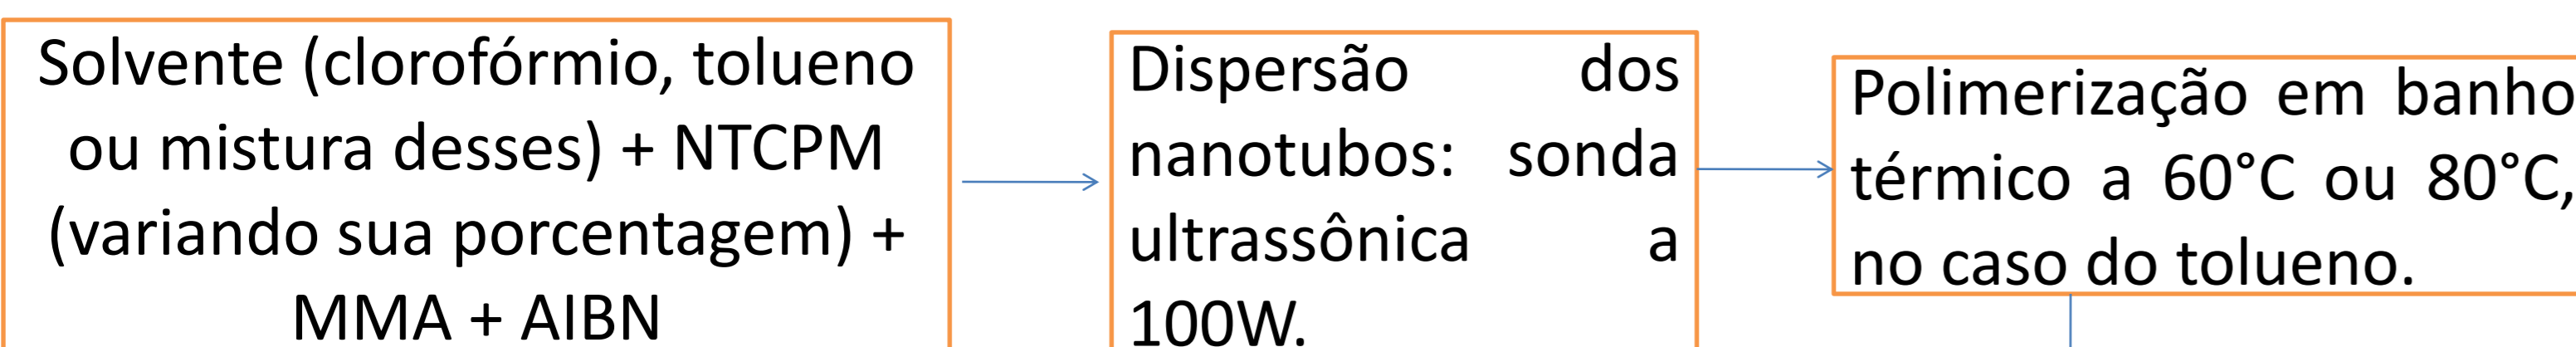 Solvente (clorofórmio, tolueno
ou mistura desses) + NTCPM
(variando sua porcentagem) +
MMA + AIBN
Dispersão dos
nanotubos: sonda
ultrassônica a
100W.
Polimerização em banho
térmico a 60°C ou 80°C,
no caso do tolueno.